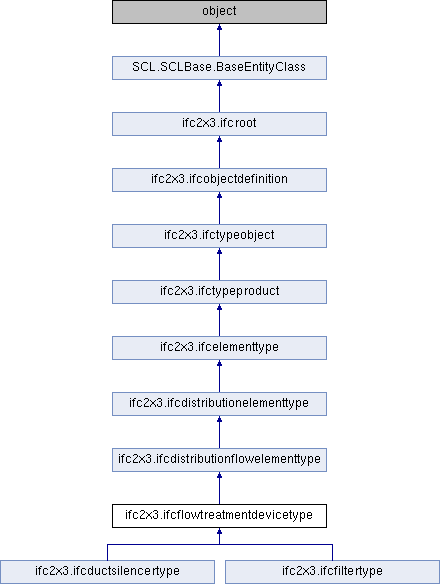 object
SCL.SCLBase.BaseEntityClass
ifc2x3.ifcroot
ifc2x3.ifcobjectdefinition
ifc2x3.ifctypeobject
ifc2x3.ifctypeproduct
ifc2x3.ifcelementtype
ifc2x3.ifcdistributionelementtype
ifc2x3.ifcdistributionflowelementtype
ifc2x3.ifcflowtreatmentdevicetype
ifc2x3.ifcductsilencertype
ifc2x3.ifcfiltertype